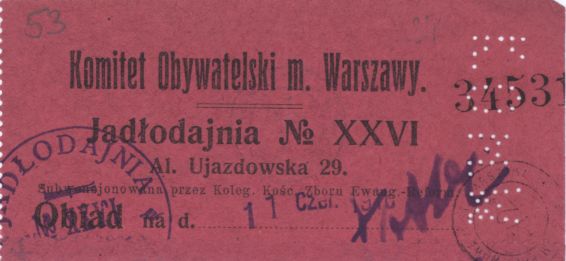 53
Komitet Obywatelski m. Warszawy.
34531
Jadłodajnia № XXVI
Al. Ujazdowska 29.
Subwencjonowana przez Koleg. Kośc. Zboru Ewang.-Reform.
Obiad na d. 11 Czer.
JADŁODAJNIA